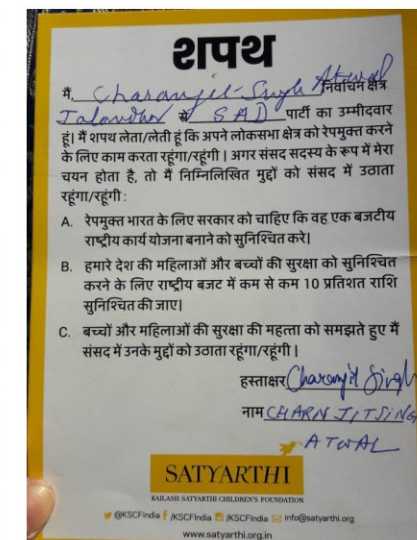 शपथ
मैं, Charanjit Singh Atwal निर्वाचन क्षेत्र
Jalandhar से SAD पार्टी का उम्मीदवार
हूं। मैं शपथ लेता/लेती हूं कि अपने लोकसभा क्षेत्र को रेपमुक्त करने
के लिए काम करता रहूंगा/रहूंगी। अगर संसद सदस्य के रूप में मेरा
चयन होता है, तो मैं निम्निलिखित मुद्दों को संसद में उठाता
रहूंगा/रहूंगी:
A. रेपमुक्त भारत के लिए सरकार को चाहिए कि वह एक बजटीय
राष्ट्रीय कार्य योजना बनाने को सुनिश्चित करे।
B. हमारे देश की महिलाओं और बच्चों की सुरक्षा को सुनिश्चित
करने के लिए राष्ट्रीय बजट में कम से कम 10 प्रतिशत राशि
सुनिश्चित की जाए।
C. बच्चों और महिलाओं की सुरक्षा की महत्ता को समझते हुए मैं
संसद में उनके मुद्दों को उठाता रहूंगा/रहूंगी।
हस्ताक्षर Charanjit Singh
नाम CHARNJITSING
ATWAL
SATYARTHI
KAILASH SATYARTHI CHILDREN'S FOUNDATION
@KSCFIndia /KSCFIndia /KSCFIndia info@satyarthi.org
www.satyarthi.org.in